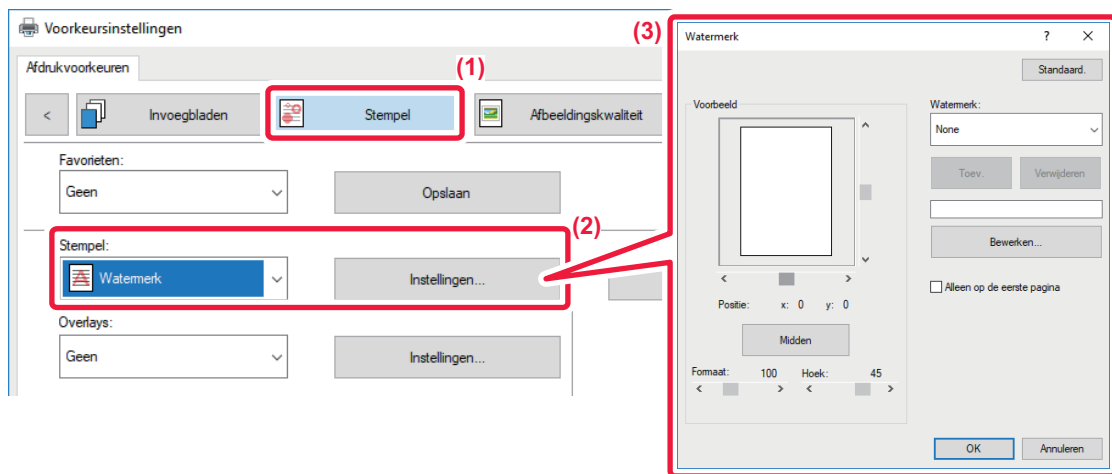 Voorkeursinstellingen
Afdrukvoorkeuren
(1)
< Invoegbladen Stempel Afbeeldingskwaliteit
Favorieten:
Geen Opslaan
(2)
Stempel:
Watermerk Instellingen...
Overlays:
Geen Instellingen...
(3)
Watermerk ? X
Standaard.
Voorbeeld
Watermerk:
None
Toev. Verwijderen
Bewerken...
Alleen op de eerste pagina
Positie: x: 0 y: 0
Midden
Formaat: 100 Hoek: 45
< > < >
OK Annuleren